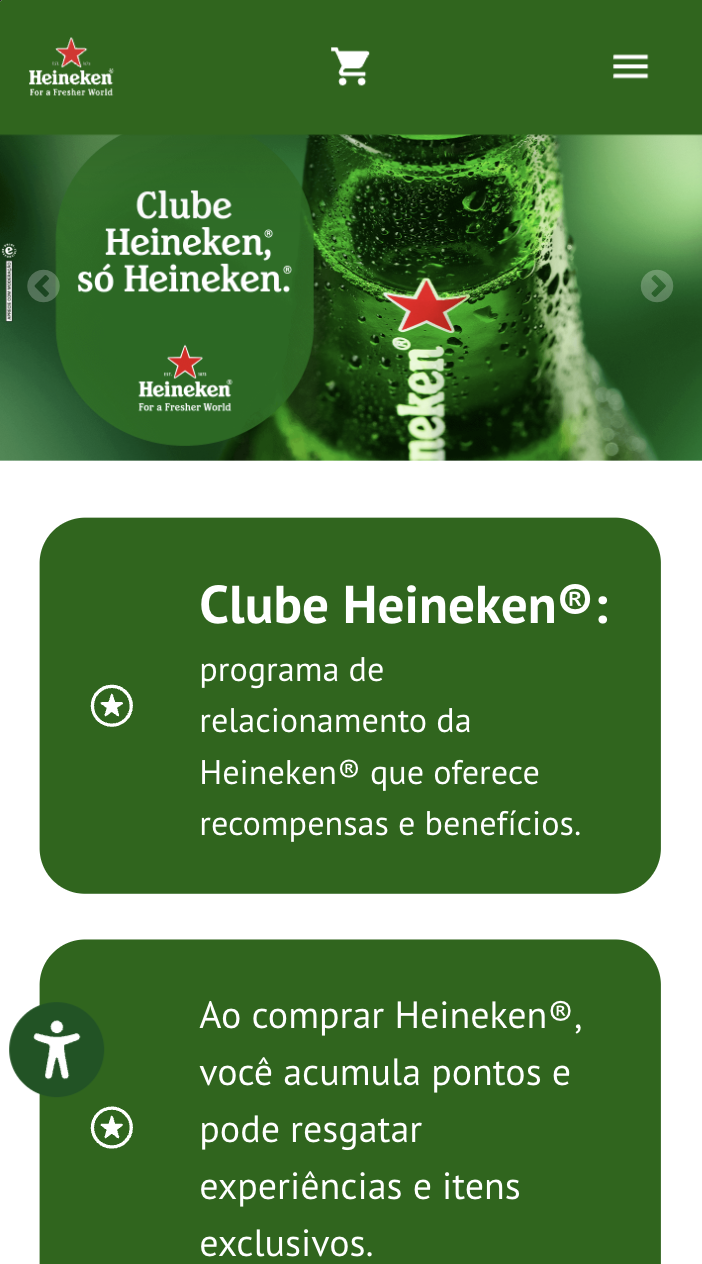 Heineken®
For a Fresher World
Clube
Heineken,®
só Heineken.®
Heineken®
For a Fresher World
neken®
Clube Heineken®:
programa de
relacionamento da
Heineken® que oferece
recompensas e benefícios.
Ao comprar Heineken®,
você acumula pontos e
pode resgatar
experiências e itens
exclusivos.